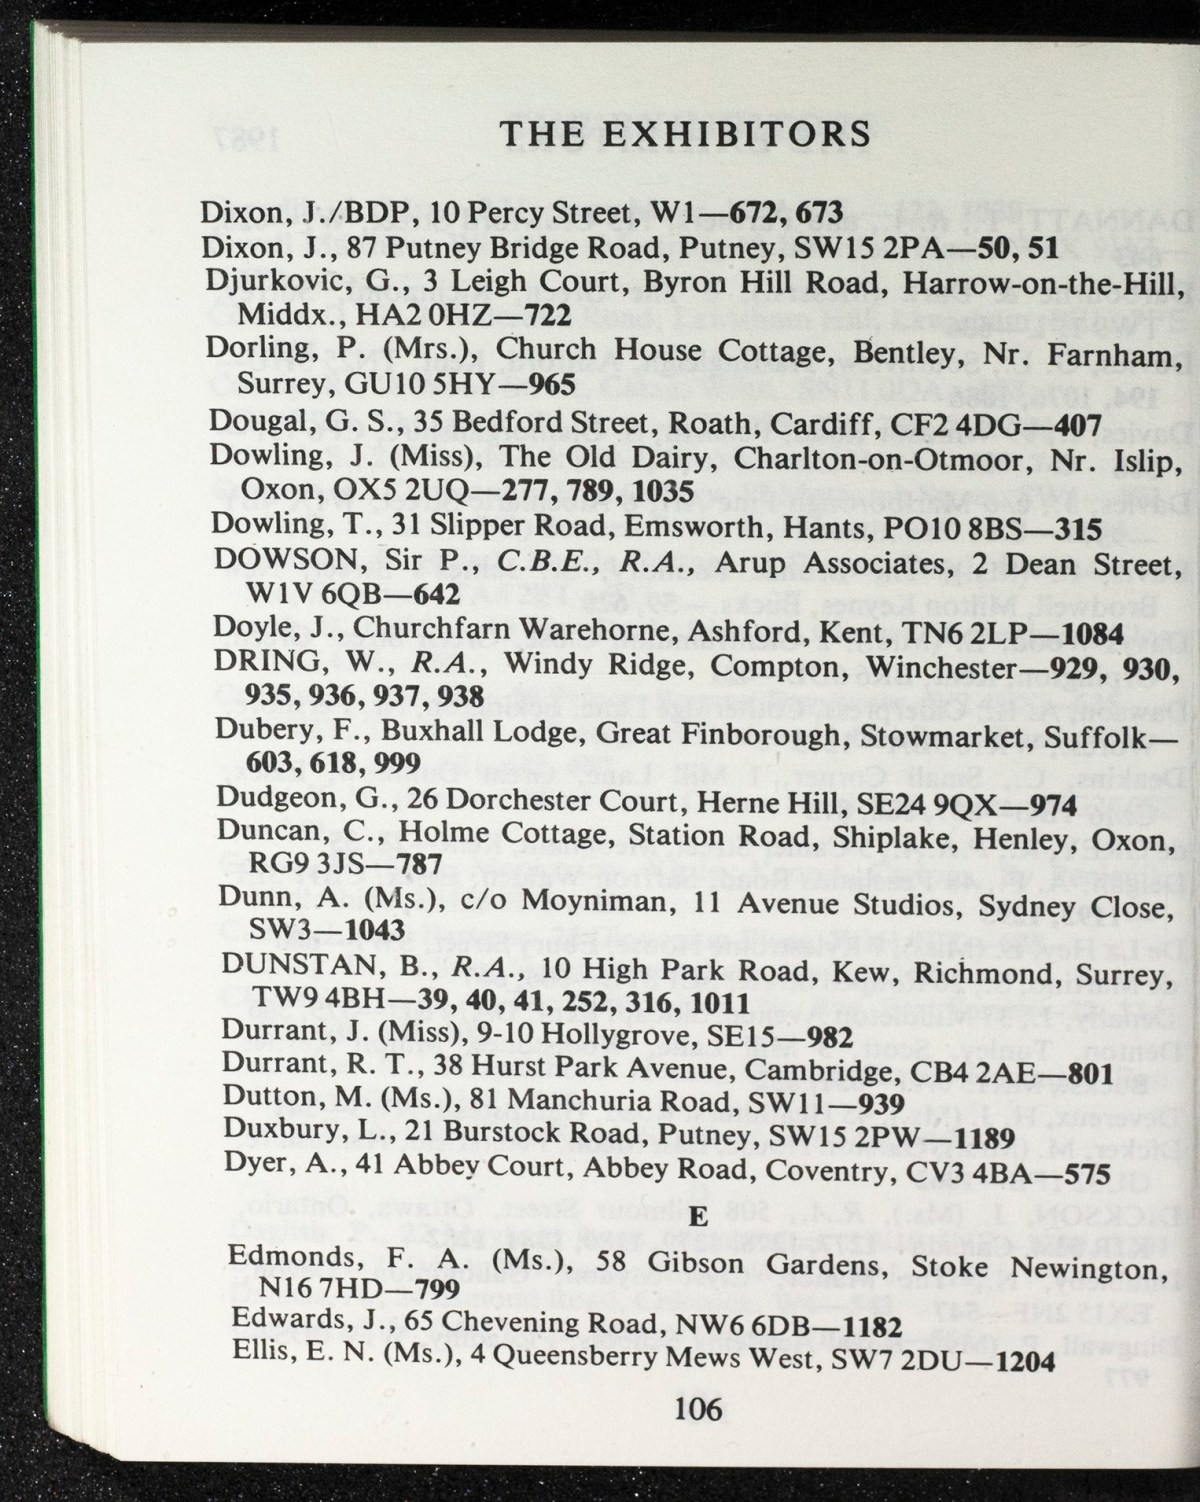 THE EXHIBITORS
Dixon, J./BDP, 10 Percy Street, W1—672, 673
Dixon, J., 87 Putney Bridge Road, Putney, SW15 2PA—50, 51
Djurkovic, G., 3 Leigh Court, Byron Hill Road, Harrow-on-the-Hill,
Middx., HA2 0HZ—722
Dorling, P. (Mrs.), Church House Cottage, Bentley, Nr. Farnham,
Surrey, GU10 5HY—965
Dougal, G. S., 35 Bedford Street, Roath, Cardiff, CF2 4DG—407
Dowling, J. (Miss), The Old Dairy, Charlton-on-Otmoor, Nr. Islip,
Oxon, OX5 2UQ—277, 789, 1035
Dowling, T., 31 Slipper Road, Emsworth, Hants, PO10 8BS—315
DOWSON, Sir P., C.B.E., R.A., Arup Associates, 2 Dean Street,
W1V 6QB—642
Doyle, J., Churchfarn Warehorne, Ashford, Kent, TN6 2LP—1084
DRING, W., R.A., Windy Ridge, Compton, Winchester—929, 930,
935, 936, 937, 938
Dubery, F., Buxhall Lodge, Great Finborough, Stowmarket, Suffolk—
603, 618, 999
Dudgeon, G., 26 Dorchester Court, Herne Hill, SE24 9QX—974
Duncan, C., Holme Cottage, Station Road, Shiplake, Henley, Oxon,
RG9 3JS—787
Dunn, A. (Ms.), c/o Moyniman, 11 Avenue Studios, Sydney Close,
SW3—1043
DUNSTAN, B., R.A., 10 High Park Road, Kew, Richmond, Surrey,
TW9 4BH—39, 40, 41, 252, 316, 1011
Durrant, J. (Miss), 9-10 Hollygrove, SE15—982
Durrant, R. T., 38 Hurst Park Avenue, Cambridge, CB4 2AE—801
Dutton, M. (Ms.), 81 Manchuria Road, SW11—939
Duxbury, L., 21 Burstock Road, Putney, SW15 2PW—1189
Dyer, A., 41 Abbey Court, Abbey Road, Coventry, CV3 4BA—575
E
Edmonds, F. A. (Ms.), 58 Gibson Gardens, Stoke Newington,
N16 7HD—799
Edwards, J., 65 Chevening Road, NW6 6DB—1182
Ellis, E. N. (Ms.), 4 Queensberry Mews West, SW7 2DU—1204
106